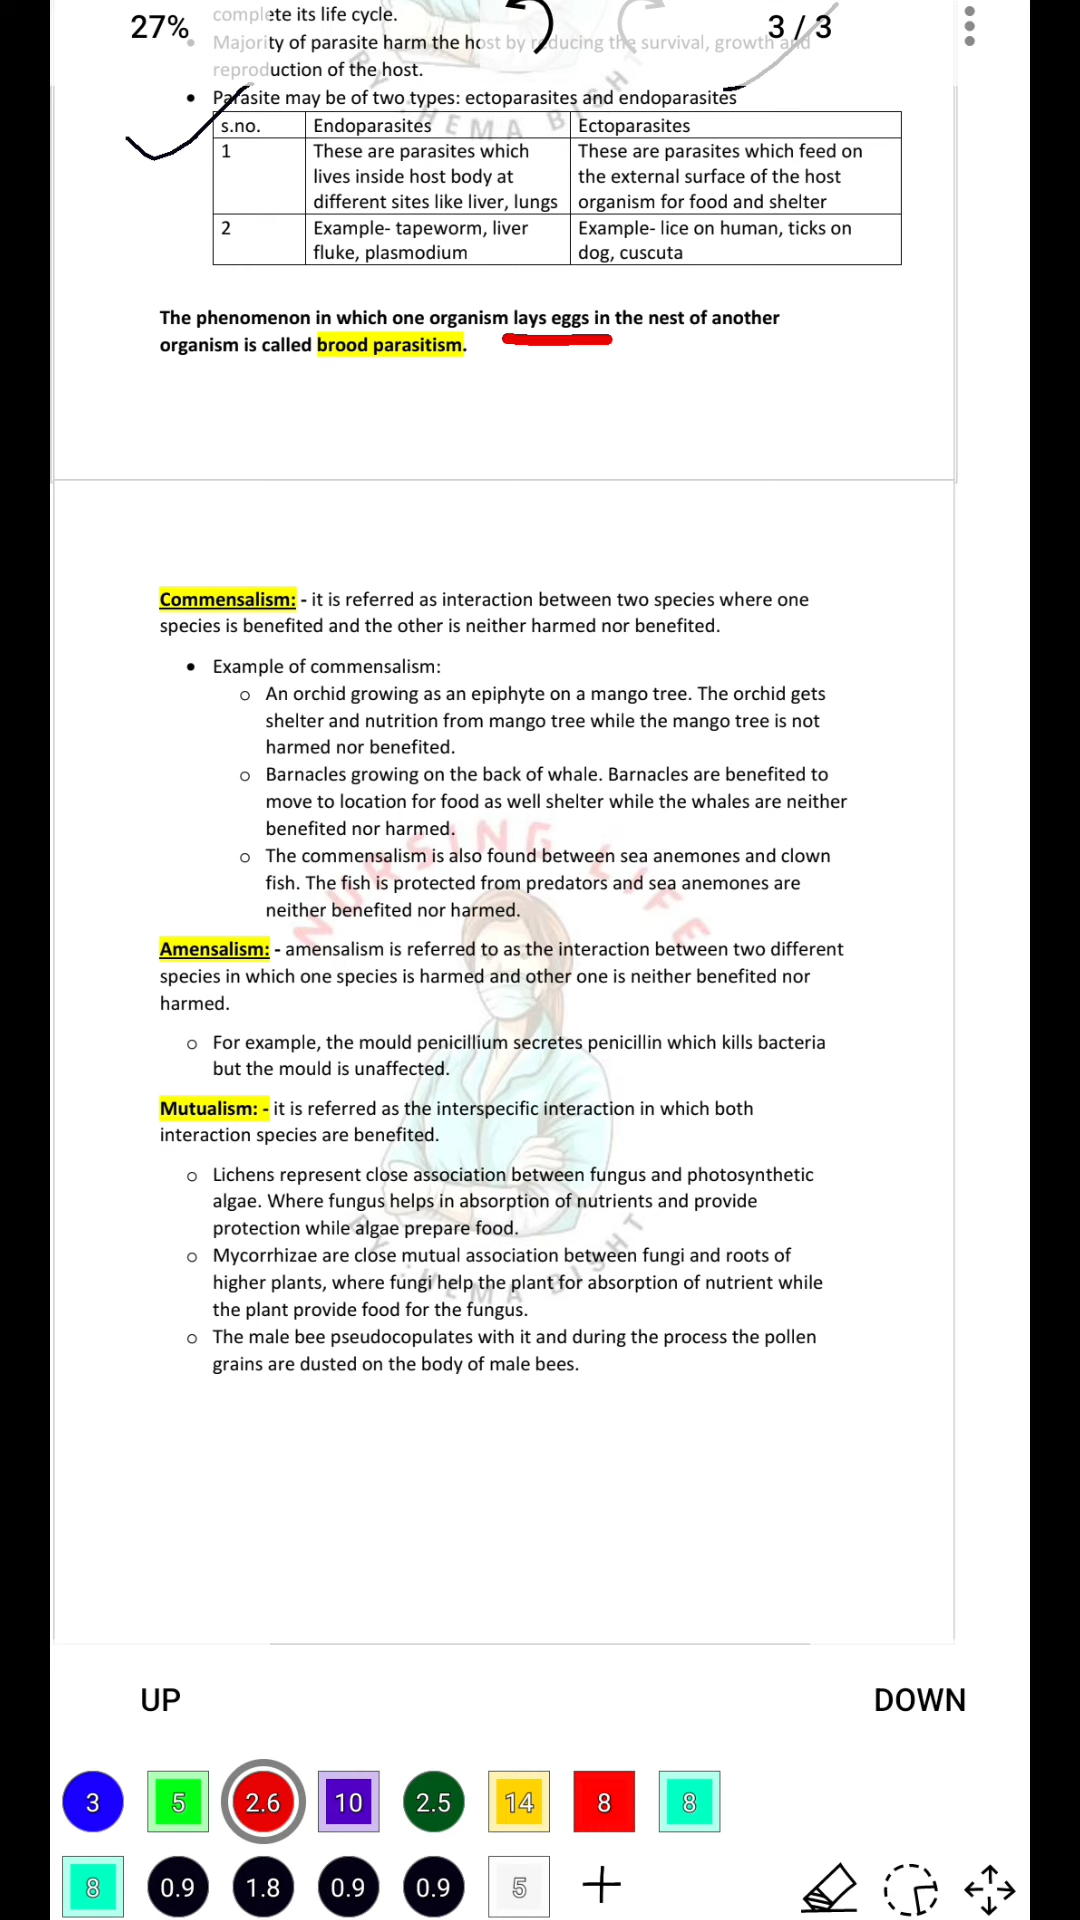 27%
3 / 3
complete its life cycle.
Majority of parasite harm the host by reducing the survival, growth and
reproduction of the host.
• Parasite may be of two types: ectoparasites and endoparasites
s.no. Endoparasites Ectoparasites
1 These are parasites which These are parasites which feed on
lives inside host body at the external surface of the host
different sites like liver, lungs organism for food and shelter
2 Example- tapeworm, liver Example- lice on human, ticks on
fluke, plasmodium dog, cuscuta
BY :HEMA BISHT
The phenomenon in which one organism lays eggs in the nest of another
organism is called brood parasitism.
Commensalism: - it is referred as interaction between two species where one
species is benefited and the other is neither harmed nor benefited.
• Example of commensalism:
o An orchid growing as an epiphyte on a mango tree. The orchid gets
shelter and nutrition from mango tree while the mango tree is not
harmed nor benefited.
o Barnacles growing on the back of whale. Barnacles are benefited to
move to location for food as well shelter while the whales are neither
benefited nor harmed.
o The commensalism is also found between sea anemones and clown
fish. The fish is protected from predators and sea anemones are
neither benefited nor harmed.
NURSING LIFE
Amensalism: - amensalism is referred to as the interaction between two different
species in which one species is harmed and other one is neither benefited nor
harmed.
o For example, the mould penicillium secretes penicillin which kills bacteria
but the mould is unaffected.
Mutualism: - it is referred as the interspecific interaction in which both
interaction species are benefited.
o Lichens represent close association between fungus and photosynthetic
algae. Where fungus helps in absorption of nutrients and provide
protection while algae prepare food.
o Mycorrhizae are close mutual association between fungi and roots of
higher plants, where fungi help the plant for absorption of nutrient while
the plant provide food for the fungus.
BY :HEMA BISHT
o The male bee pseudocopulates with it and during the process the pollen
grains are dusted on the body of male bees.
UP DOWN
3 5 2.6 10 2.5 14 8 8
8 0.9 1.8 0.9 0.9 5 +